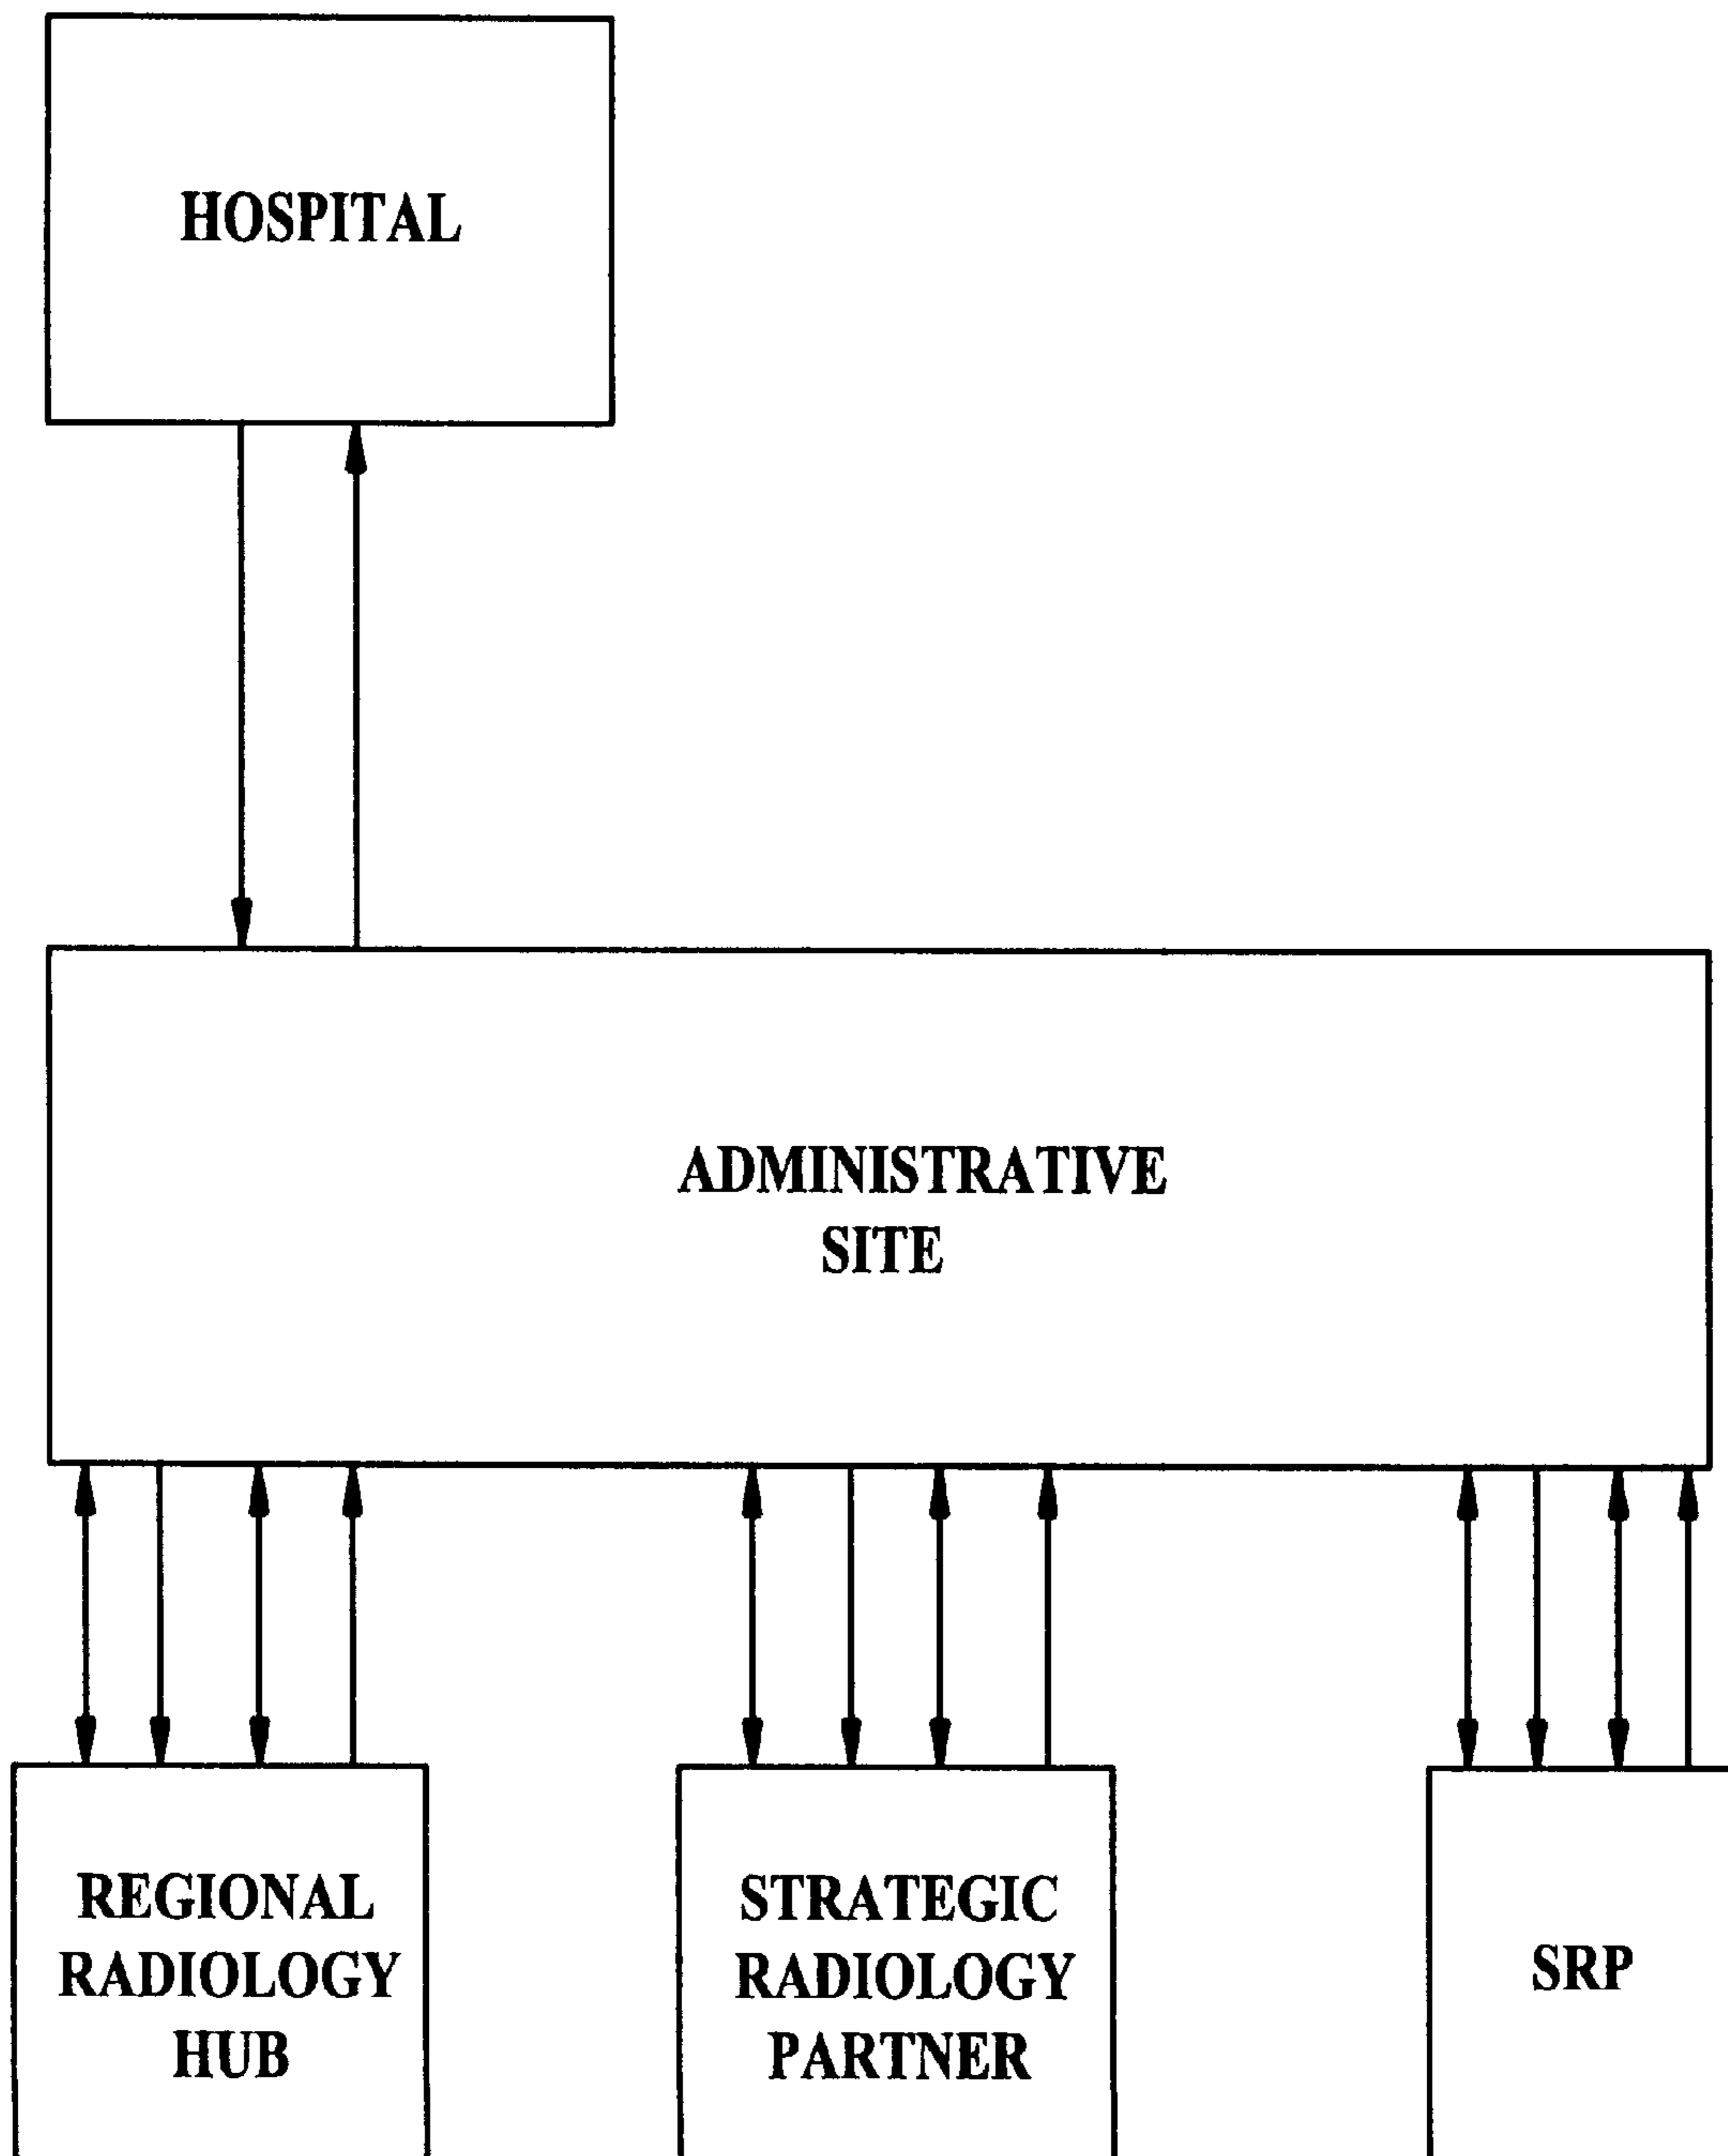 HOSPITAL
ADMINISTRATIVE
SITE
REGIONAL
RADIOLOGY
HUB
STRATEGIC
RADIOLOGY
PARTNER
SRP